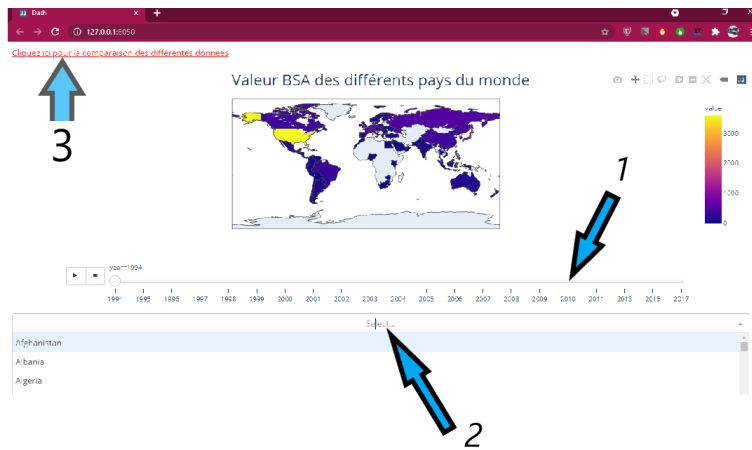 Dash
127.0.0.1:8050
Cliquez ici pour la comparaison des différentes donnees
Valeur BSA des différents pays du monde
value
3000
2000
1000
0
3
1
year=1994
1994 1995 1996 1997 1998 1999 2000 2001 2002 2003 2004 2005 2006 2007 2008 2009 2010 2011 2013 2015 2017
Select...
Afghanistan
Albania
Algeria
2